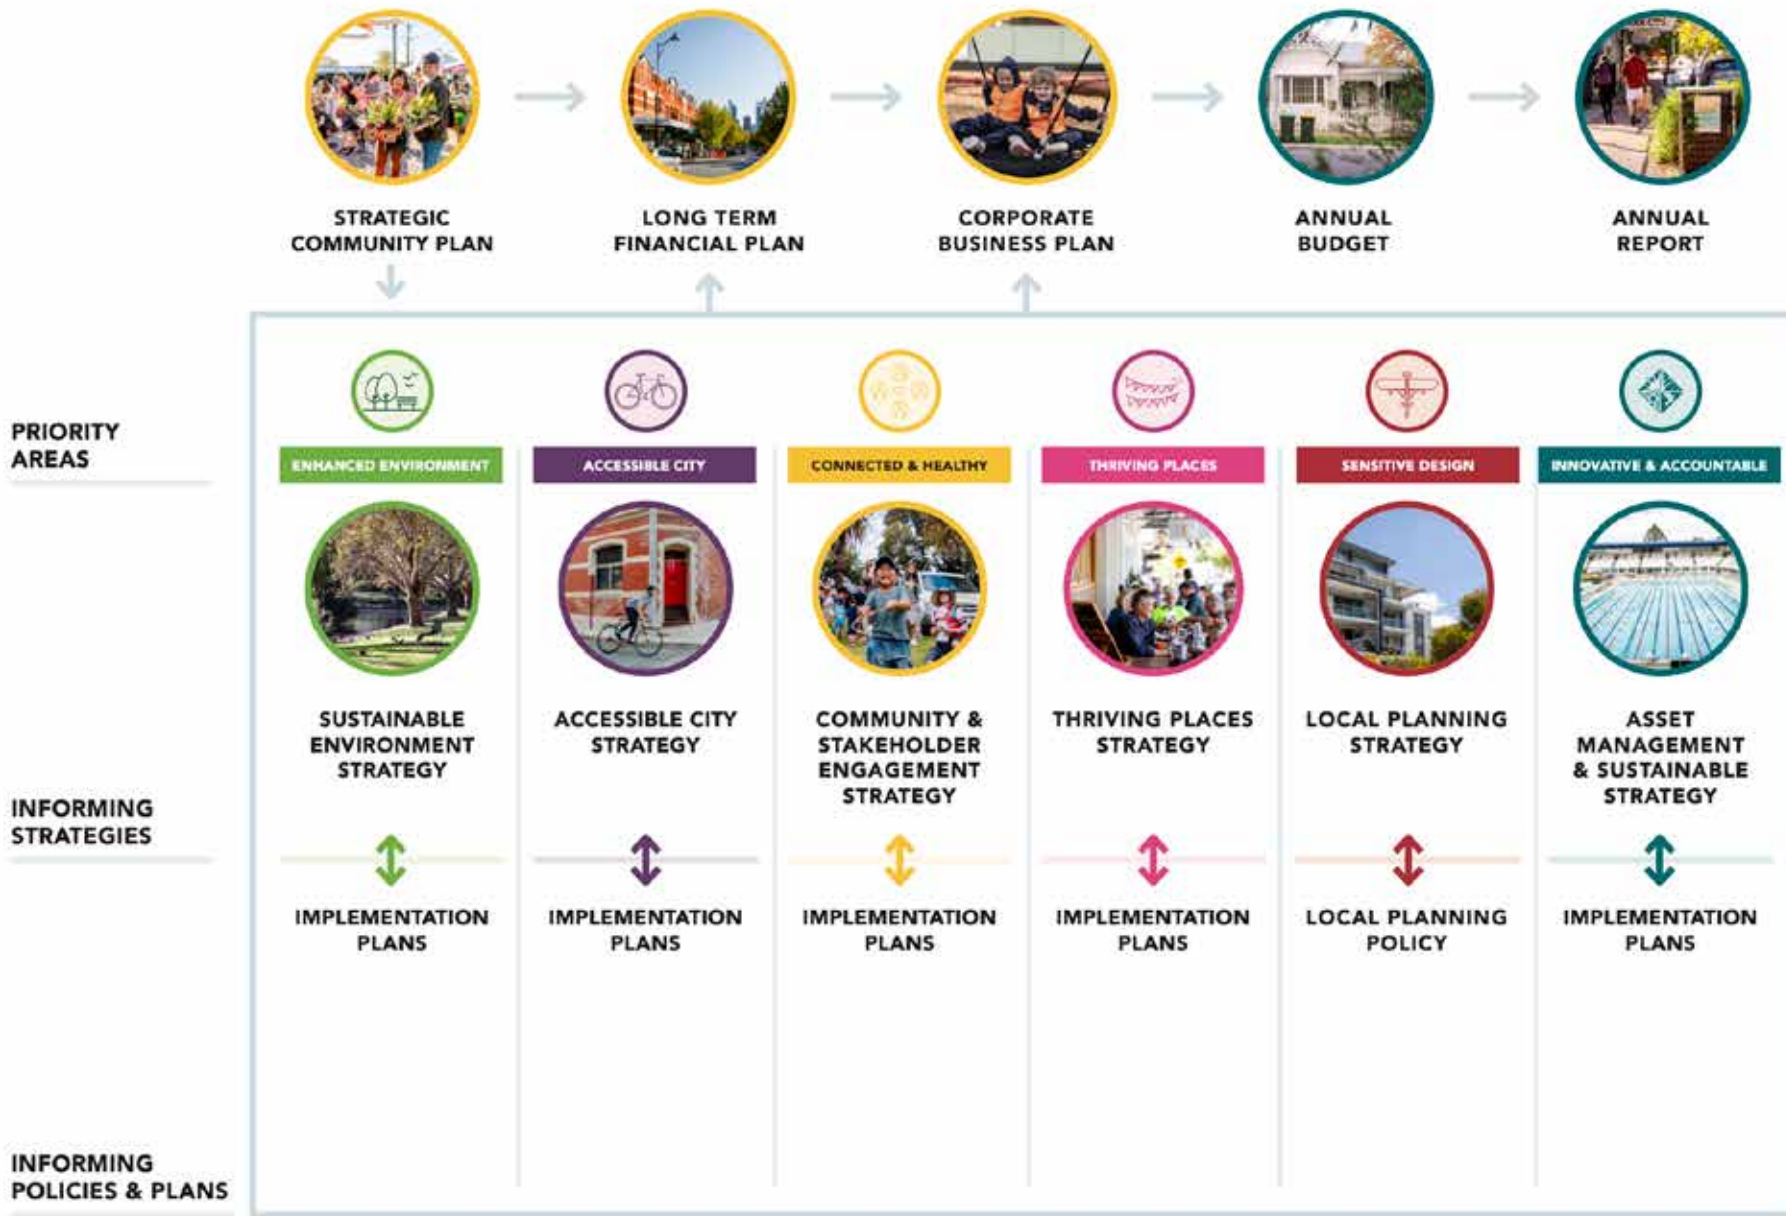 STRATEGIC
COMMUNITY PLAN
LONG TERM
FINANCIAL PLAN
CORPORATE
BUSINESS PLAN
ANNUAL
BUDGET
ANNUAL
REPORT
PRIORITY
AREAS
ENHANCED ENVIRONMENT
ACCESSIBLE CITY
CONNECTED & HEALTHY
THRIVING PLACES
SENSITIVE DESIGN
INNOVATIVE & ACCOUNTABLE
INFORMING
STRATEGIES
SUSTAINABLE
ENVIRONMENT
STRATEGY
ACCESSIBLE CITY
STRATEGY
COMMUNITY &
STAKEHOLDER
ENGAGEMENT
STRATEGY
THRIVING PLACES
STRATEGY
LOCAL PLANNING
STRATEGY
ASSET
MANAGEMENT
& SUSTAINABLE
STRATEGY
IMPLEMENTATION
PLANS
IMPLEMENTATION
PLANS
IMPLEMENTATION
PLANS
IMPLEMENTATION
PLANS
LOCAL PLANNING
POLICY
IMPLEMENTATION
PLANS
INFORMING
POLICIES & PLANS